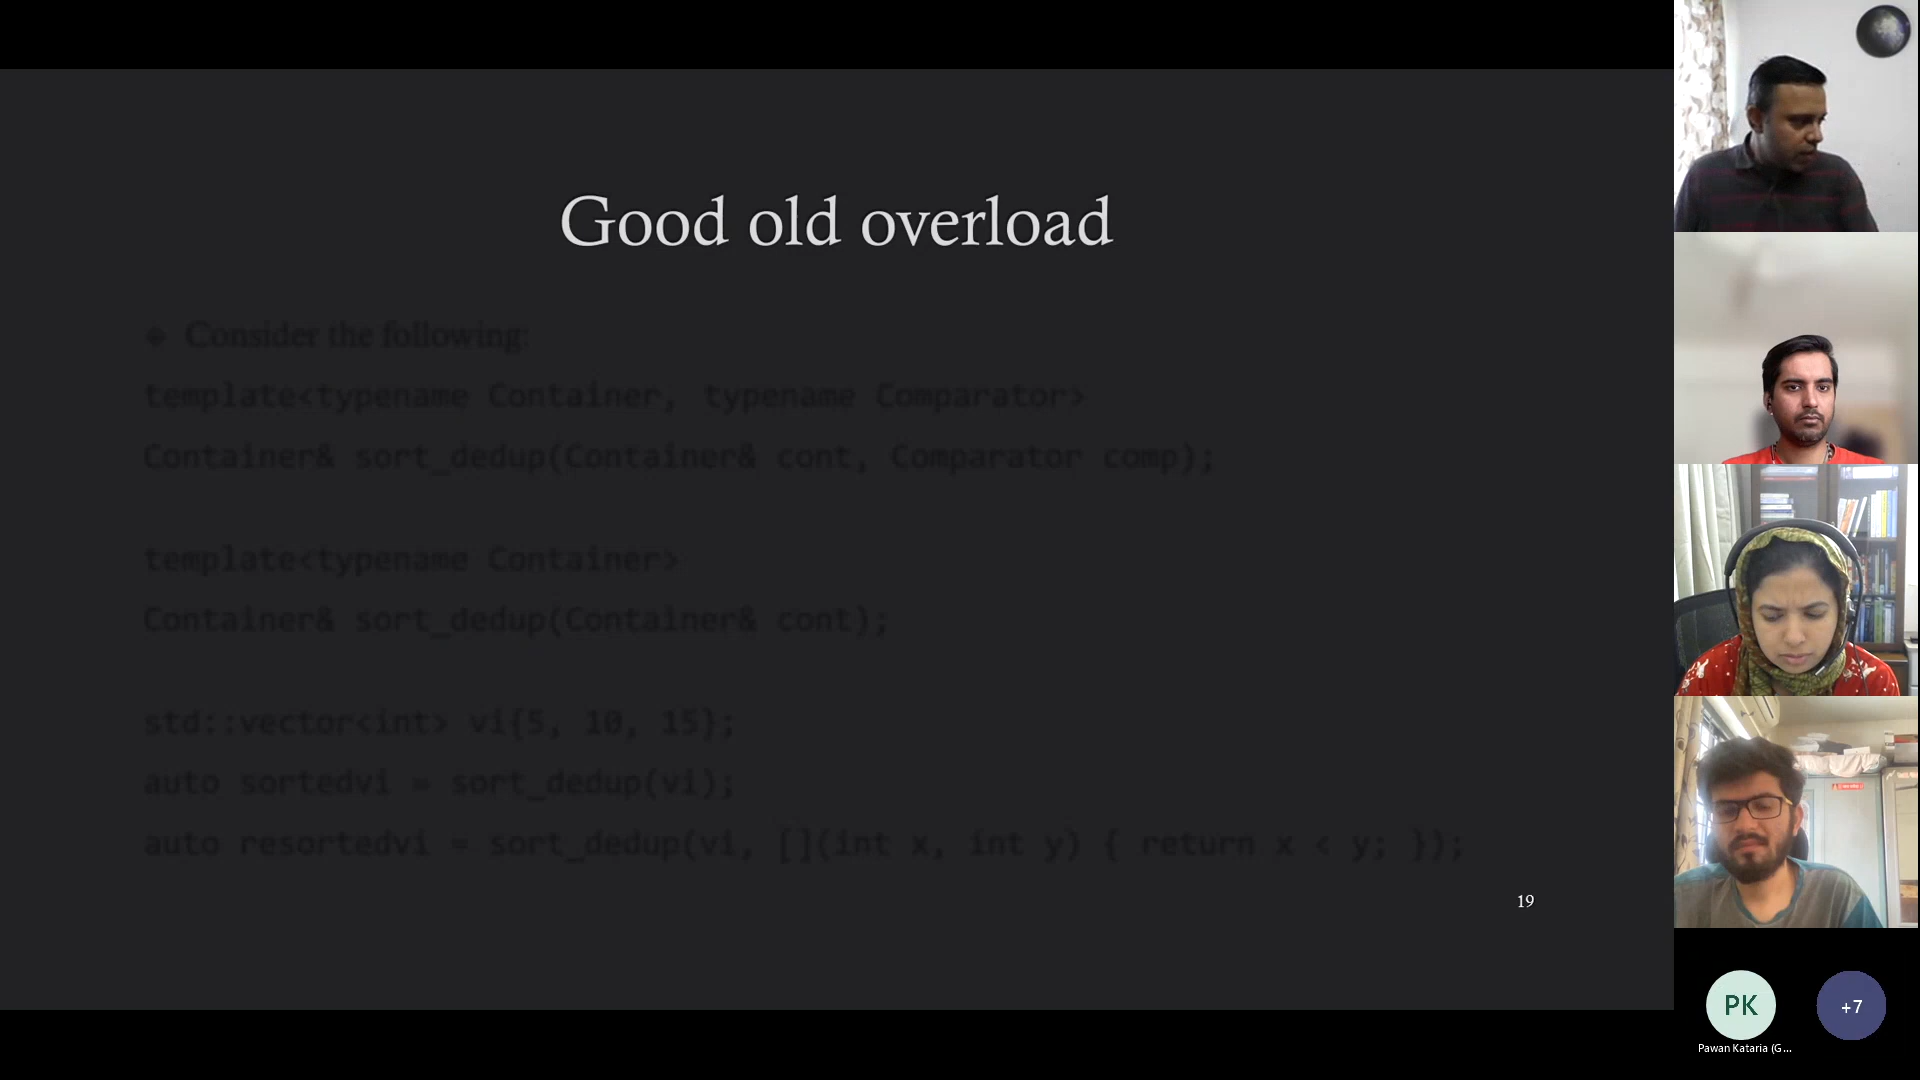 Good old overload
Consider the following:
template<typename Container, typename Comparator>
Container& sort_dedup(Container& cont, Comparator comp);
template<typename Container>
Container& sort_dedup(Container& cont);
std::vector<int> vi{5, 10, 15};
auto sortedvi = sort_dedup(vi);
auto resortedvi = sort_dedup(vi, [](int x, int y) { return x < y; });
19
PK
+7
Pawan Kataria (G...